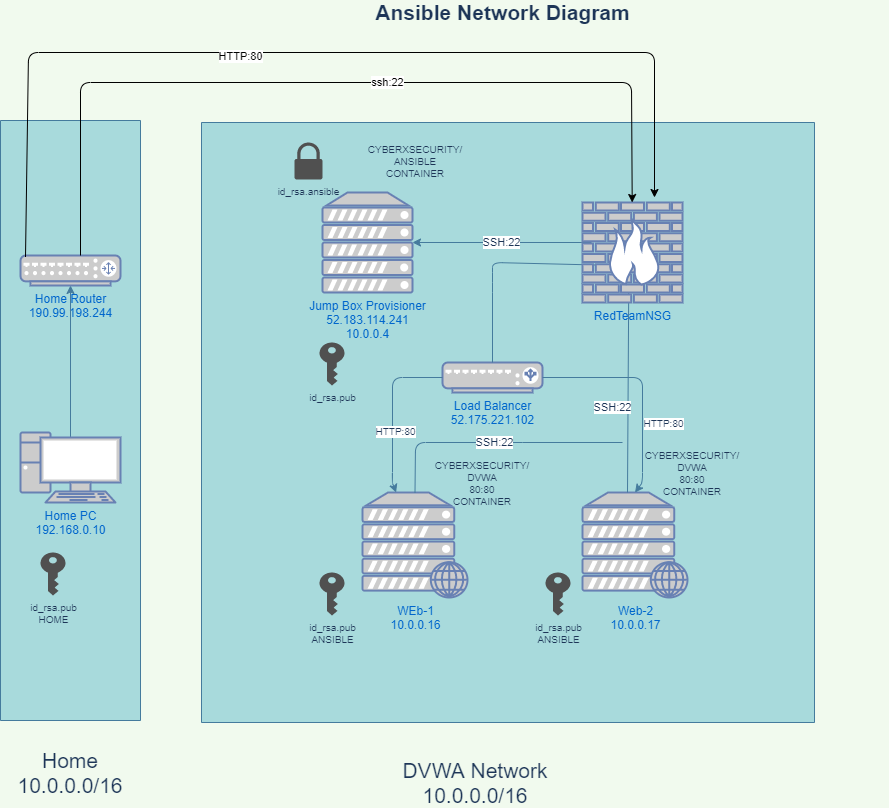 Ansible Network Diagram
HTTP:80
ssh:22
CYBERXSECURITY/
ANSIBLE
CONTAINER
id_rsa.ansible
SSH:22
Home Router
190.99.198.244
Jump Box Provisioner
52.183.114.241
10.0.0.4
RedTeamNSG
id_rsa.pub
Load Balancer
52.175.221.102
SSH:22
HTTP:80
HTTP:80
SSH:22
CYBERXSECURITY/
DVWA
80:80
CONTAINER
CYBERXSECURITY/
DVWA
80:80
CONTAINER
Home PC
192.168.0.10
id_rsa.pub
HOME
WEb-1
10.0.0.16
Web-2
10.0.0.17
id_rsa.pub
ANSIBLE
id_rsa.pub
ANSIBLE
Home
10.0.0.0/16
DVWA Network
10.0.0.0/16